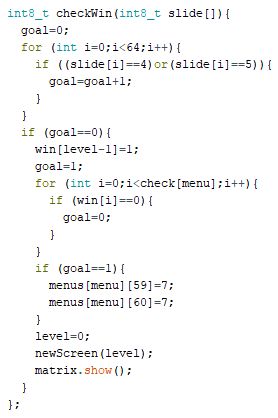 int8_t checkWin(int8_t slide[]){
  goal=0;
  for (int i=0;i<64;i++){
    if ((slide[i]==4)or(slide[i]==5)){
      goal=goal+1;
    }
  }
  if (goal==0){
    win[level-1]=1;
    goal=1;
    for (int i=0;i<check[menu];i++){
      if (win[i]==0){
        goal=0;
      }
    }
    if (goal==1){
      menus[menu][59]=7;
      menus[menu][60]=7;
    }
    level=0;
    newScreen(level);
    matrix.show();
  }
};